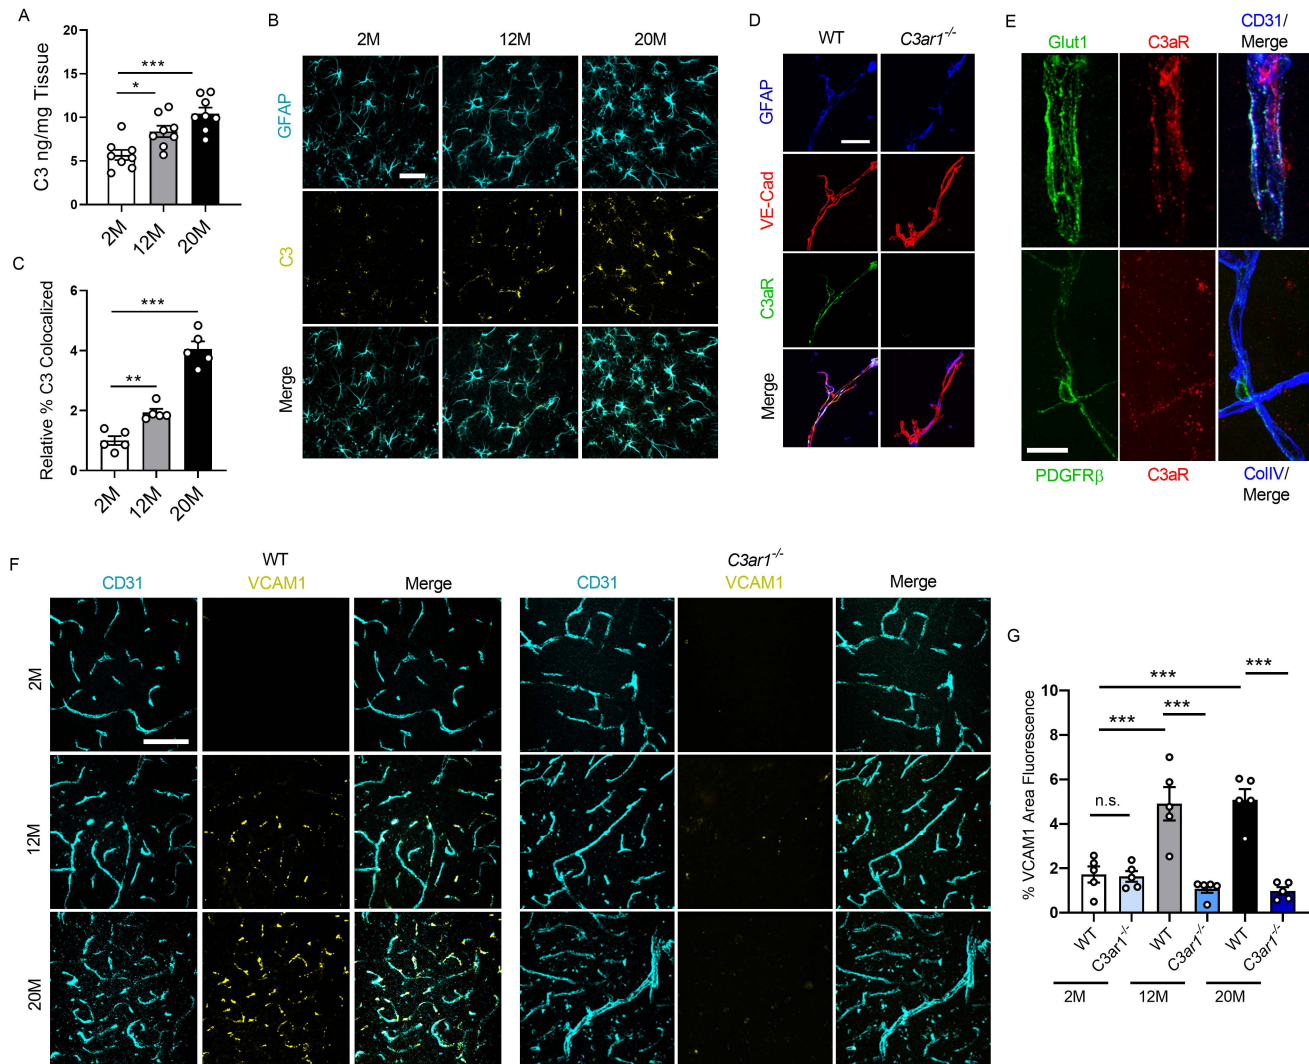 A
C3 ng/mg Tissue
20
15
10
5
0
***
*
2M
12M
20M
B
2M
12M
20M
GFAP
C3
Merge
C
Relative % C3 Colocalized
6
4
2
0
***
**
2M
12M
20M
D
WT
C3ar1-/-
GFAP
VE-Cad
C3aR
Merge
E
Glut1
C3aR
CD31/
Merge
PDGFRβ
C3aR
ColIV/
Merge
F
WT
C3ar1-/-
CD31
VCAM1
Merge
CD31
VCAM1
Merge
2M
12M
20M
G
% VCAM1 Area Fluorescence
10
8
6
4
2
0
***
***
***
***
n.s.
WT
C3ar1-/-
WT
C3ar1-/-
WT
C3ar1-/-
2M
12M
20M